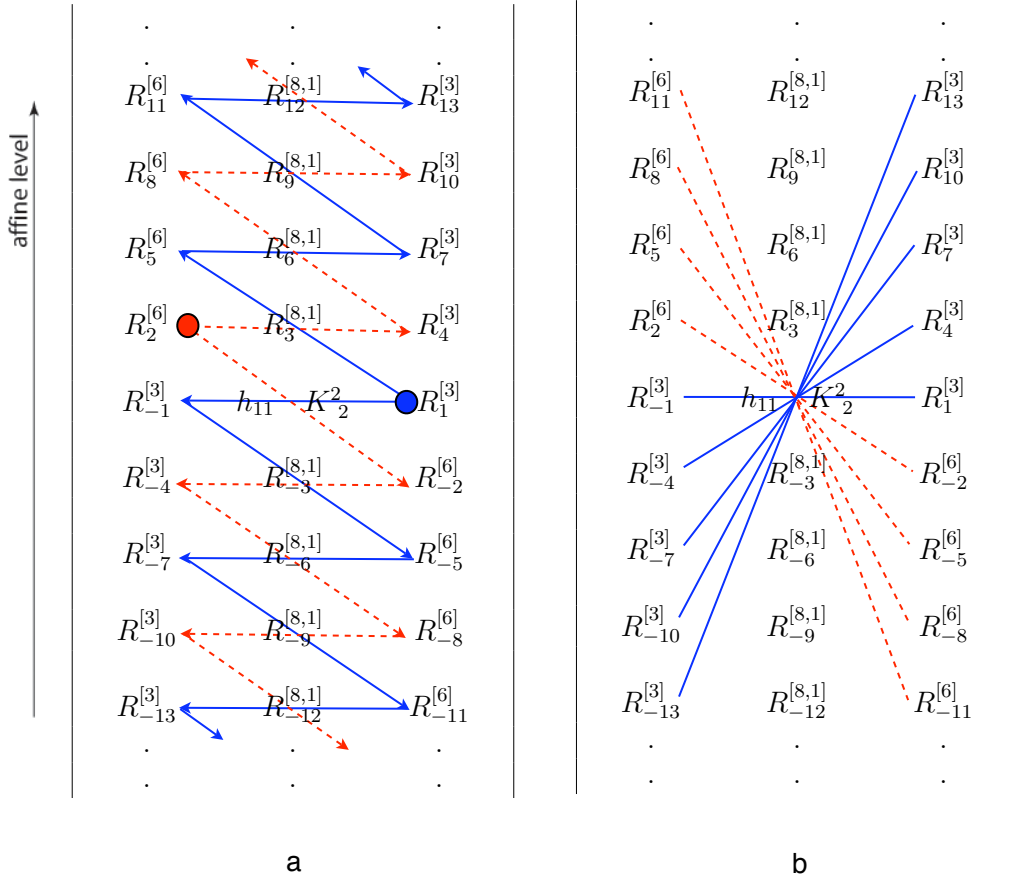 . . . . . .
. . . . . .
R_{11}^{[6]} R_{12}^{[8,1]} R_{13}^{[3]} R_{11}^{[6]} R_{12}^{[8,1]} R_{13}^{[3]}
R_8^{[6]} R_9^{[8,1]} R_{10}^{[3]} R_8^{[6]} R_9^{[8,1]} R_{10}^{[3]}
affine level
R_5^{[6]} R_6^{[8,1]} R_7^{[3]} R_5^{[6]} R_6^{[8,1]} R_7^{[3]}
R_2^{[6]} R_3^{[8,1]} R_4^{[3]} R_2^{[6]} R_3^{[8,1]} R_4^{[3]}
R_{-1}^{[3]} h_{11} K^2_2 R_1^{[3]} R_{-1}^{[3]} h_{11} K^2_2 R_1^{[3]}
R_{-4}^{[3]} R_{-3}^{[8,1]} R_{-2}^{[6]} R_{-4}^{[3]} R_{-3}^{[8,1]} R_{-2}^{[6]}
R_{-7}^{[3]} R_{-6}^{[8,1]} R_{-5}^{[6]} R_{-7}^{[3]} R_{-6}^{[8,1]} R_{-5}^{[6]}
R_{-10}^{[3]} R_{-9}^{[8,1]} R_{-8}^{[6]} R_{-10}^{[3]} R_{-9}^{[8,1]} R_{-8}^{[6]}
R_{-13}^{[3]} R_{-12}^{[8,1]} R_{-11}^{[6]} R_{-13}^{[3]} R_{-12}^{[8,1]} R_{-11}^{[6]}
. . . . . .
. . . . . .
a b